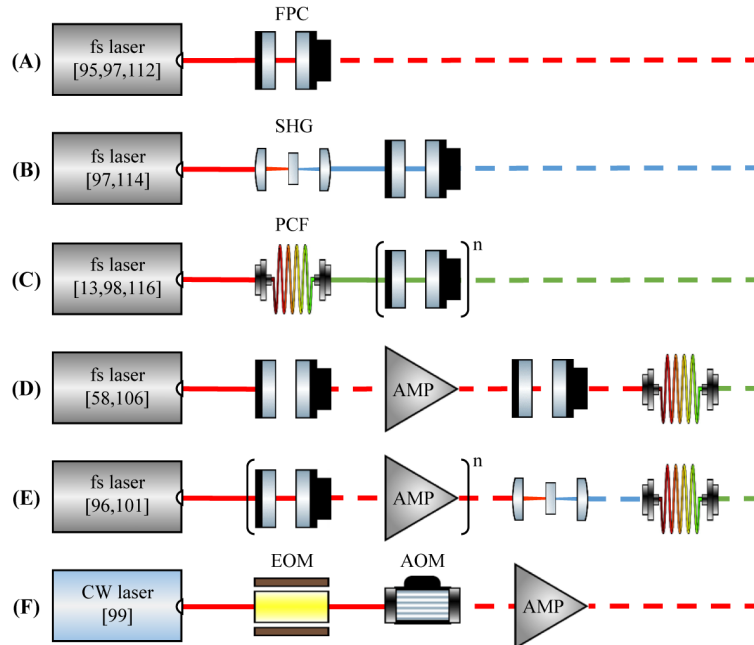 FPC
(A) fs laser
[95,97,112]
SHG
(B) fs laser
[97,114]
PCF
n
(C) fs laser
[13,98,116]
(D) fs laser
[58,106]
AMP
n
(E) fs laser
[96,101]
AMP
EOM
AOM
(F) CW laser
[99]
AMP